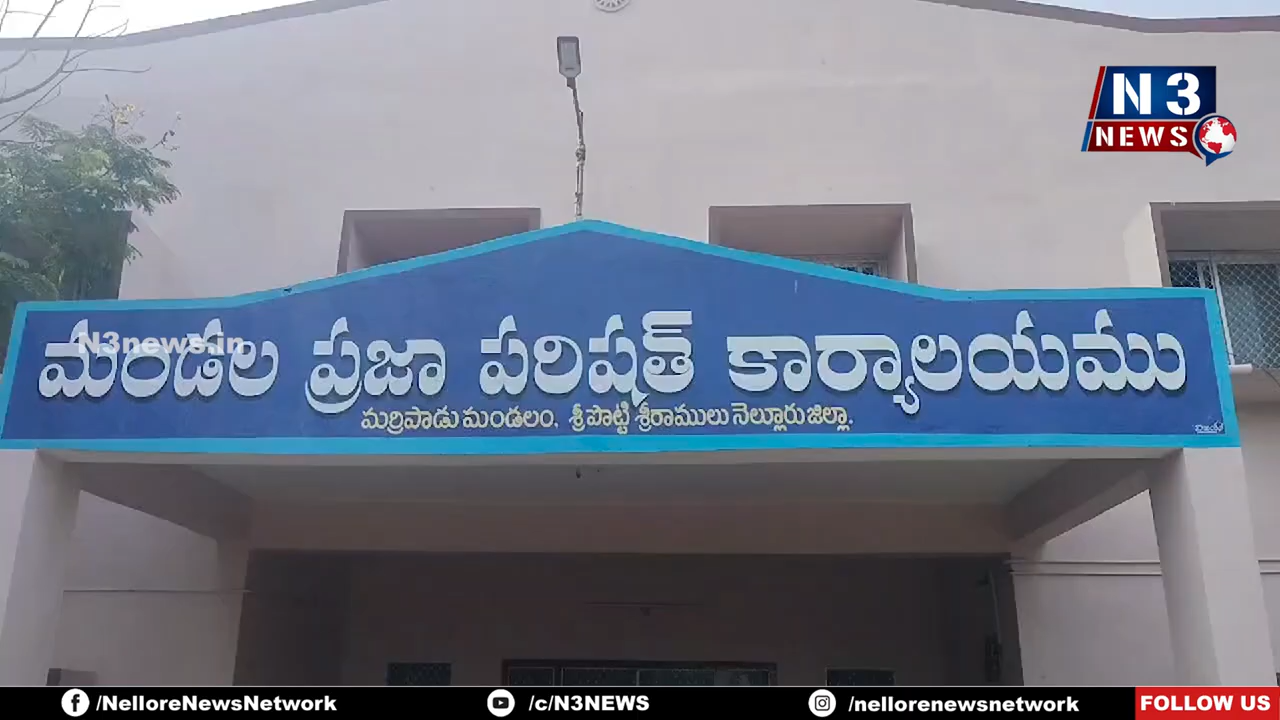 N3
NEWS
మండల ప్రజా పరిషత్ కార్యాలయము
N3news.in
మర్రిపాడు మండలం, శ్రీ పొట్టి శ్రీరాములు నెల్లూరు జిల్లా.
/NelloreNewsNetwork
/c/N3NEWS
/nellorenewsnetwork
FOLLOW US